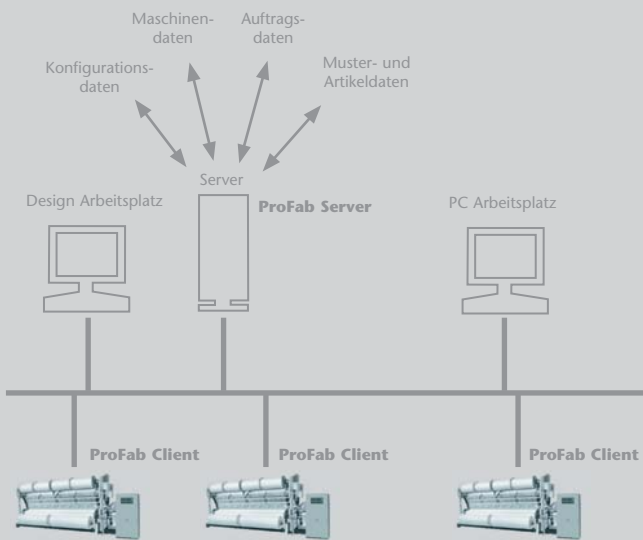 Maschinen-
daten
Auftrags-
daten
Konfigurations-
daten
Muster- und
Artikeldaten
Server
Design Arbeitsplatz
ProFab Server
PC Arbeitsplatz
ProFab Client
ProFab Client
ProFab Client